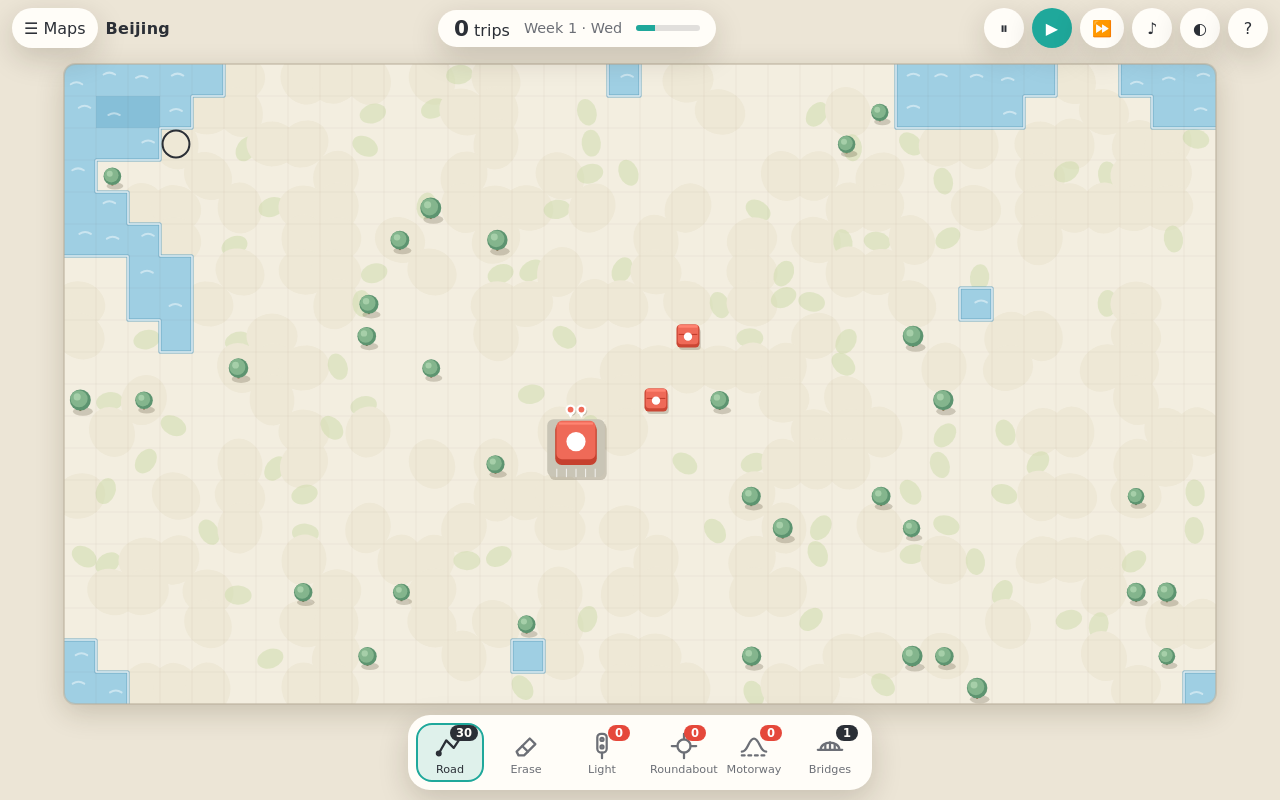 ☰ Maps
Beijing
0 trips Week 1 · Wed
?
30
0
0
0
1
Road
Erase
Light
Roundabout
Motorway
Bridges